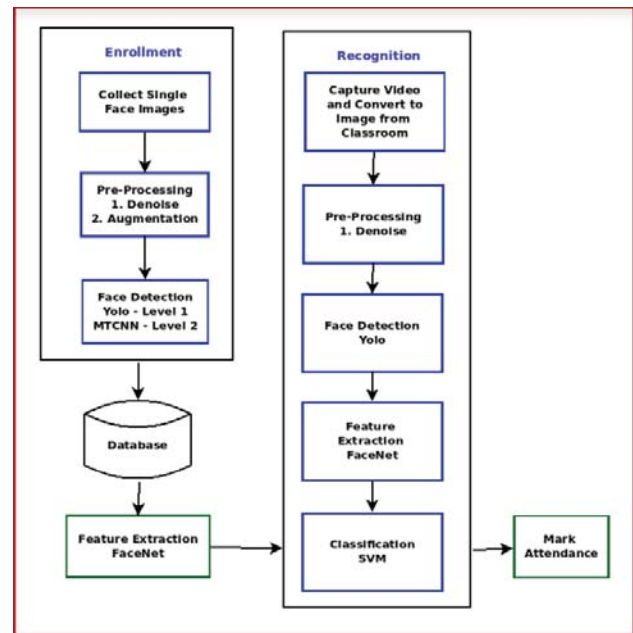 Enrollment
Collect Single
Face Images
Pre-Processing
1. Denoise
2. Augmentation
Face Detection
Yolo - Level 1
MTCNN - Level 2
Database
Feature Extraction
FaceNet
Recognition
Capture Video
and Convert to
Image from
Classroom
Pre-Processing
1. Denoise
Face Detection
Yolo
Feature
Extraction
FaceNet
Classification
SVM
Mark
Attendance